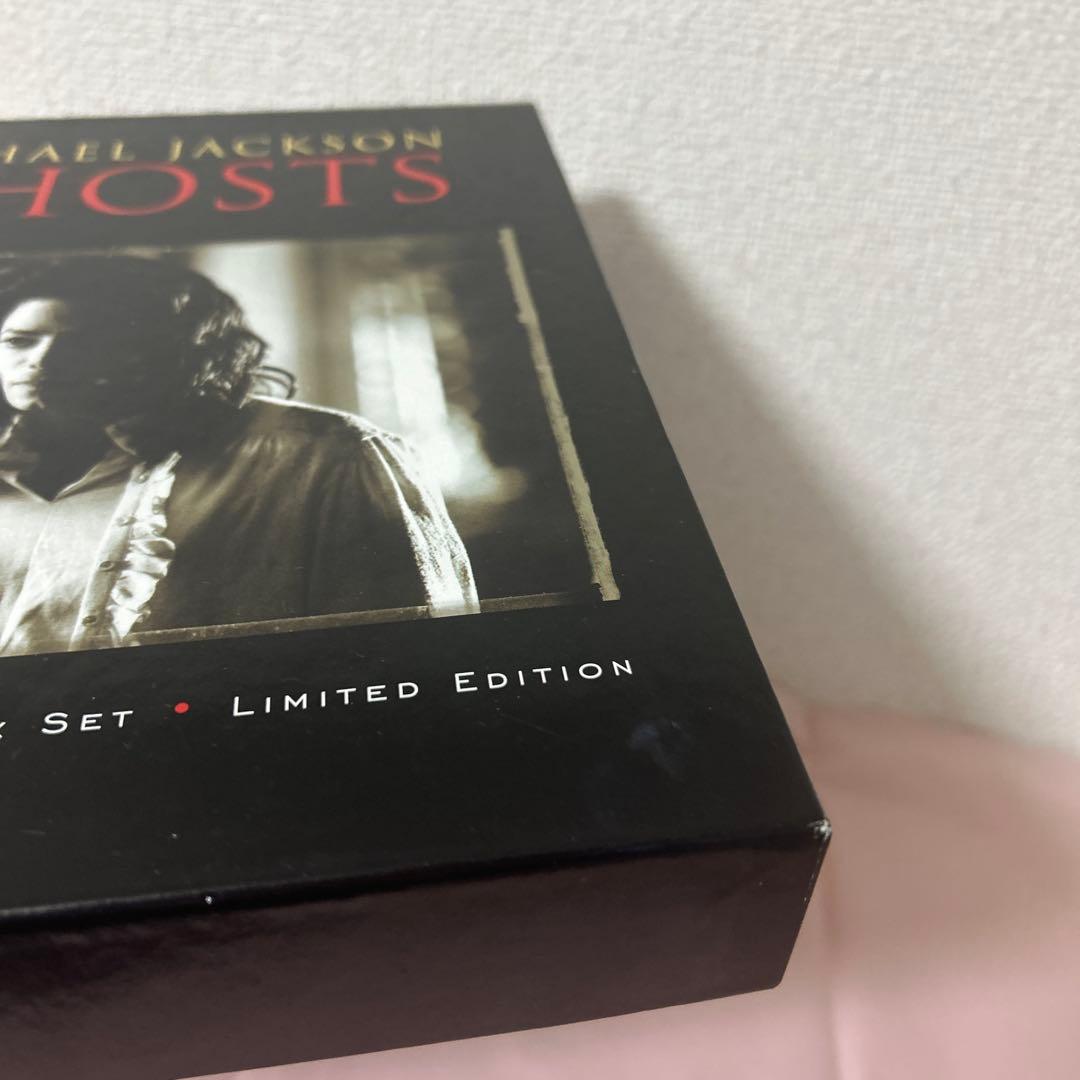 HAEL JACKSON
HOSTS
SET • LIMITED EDITION